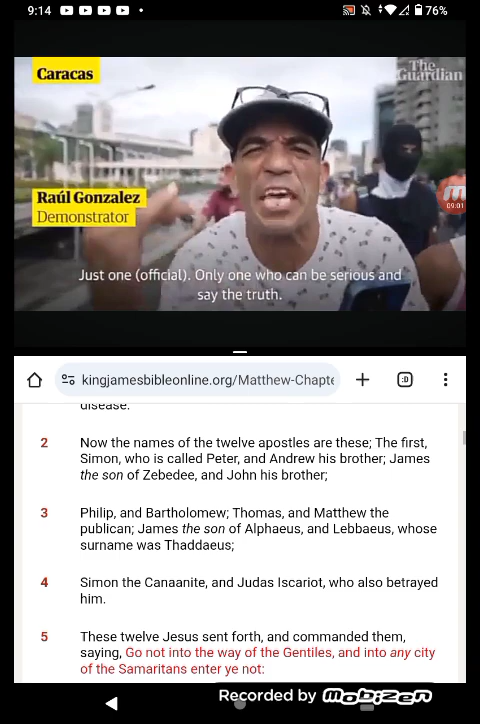 9:14
76%
Caracas
The
Guardian
Raúl Gonzalez
Demonstrator
09:01
Just one (official). Only one who can be serious and
say the truth.
kingjamesbibleonline.org/Matthew-Chapte
:D
disease.
2 Now the names of the twelve apostles are these; The first,
Simon, who is called Peter, and Andrew his brother; James
the son of Zebedee, and John his brother;
3 Philip, and Bartholomew; Thomas, and Matthew the
publican; James the son of Alphaeus, and Lebbaeus, whose
surname was Thaddaeus;
4 Simon the Canaanite, and Judas Iscariot, who also betrayed
him.
5 These twelve Jesus sent forth, and commanded them,
saying, Go not into the way of the Gentiles, and into any city
of the Samaritans enter ye not:
Recorded by Mobizen